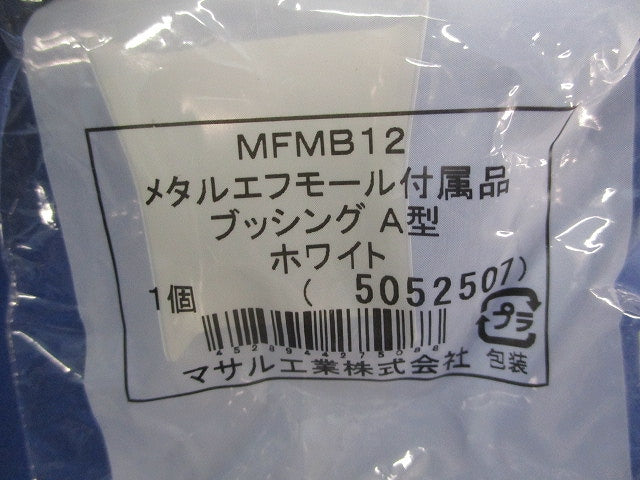 MFMB12
メタルエフモール付属品
ブッシング A型
ホワイト
1個 ( 5052507)
プラ
包装
マサル工業株式会社